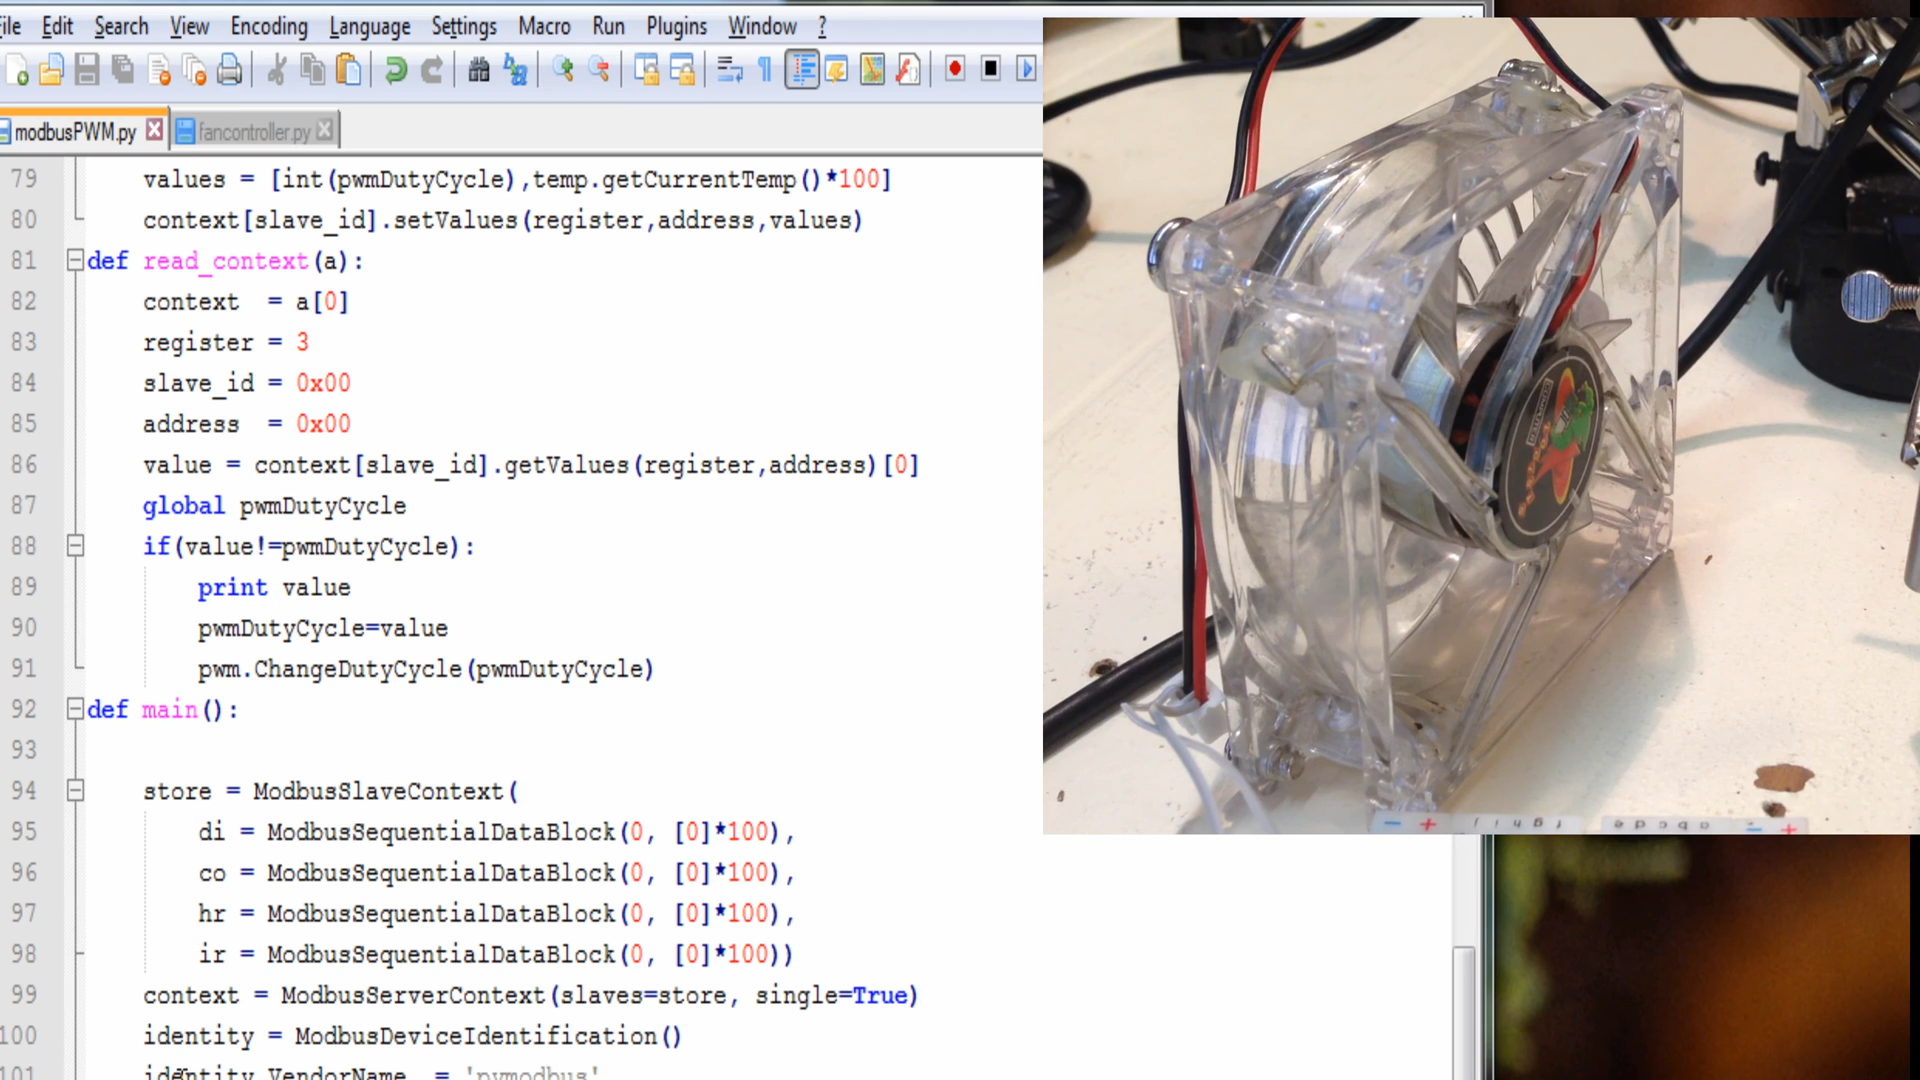 File Edit Search View Encoding Language Settings Macro Run Plugins Window ?
modbusPWM.py fancontroller.py
79 values = [int(pwmDutyCycle),temp.getCurrentTemp()*100]
80 context[slave_id].setValues(register,address,values)
81 def read_context(a):
82 context = a[0]
83 register = 3
84 slave_id = 0x00
85 address = 0x00
86 value = context[slave_id].getValues(register,address)[0]
87 global pwmDutyCycle
88 if(value!=pwmDutyCycle):
89 print value
90 pwmDutyCycle=value
91 pwm.ChangeDutyCycle(pwmDutyCycle)
92 def main():
93
94 store = ModbusSlaveContext(
95 di = ModbusSequentialDataBlock(0, [0]*100),
96 co = ModbusSequentialDataBlock(0, [0]*100),
97 hr = ModbusSequentialDataBlock(0, [0]*100),
98 ir = ModbusSequentialDataBlock(0, [0]*100))
99 context = ModbusServerContext(slaves=store, single=True)
100 identity = ModbusDeviceIdentification()
101 identity.VendorName = 'pymodbus'